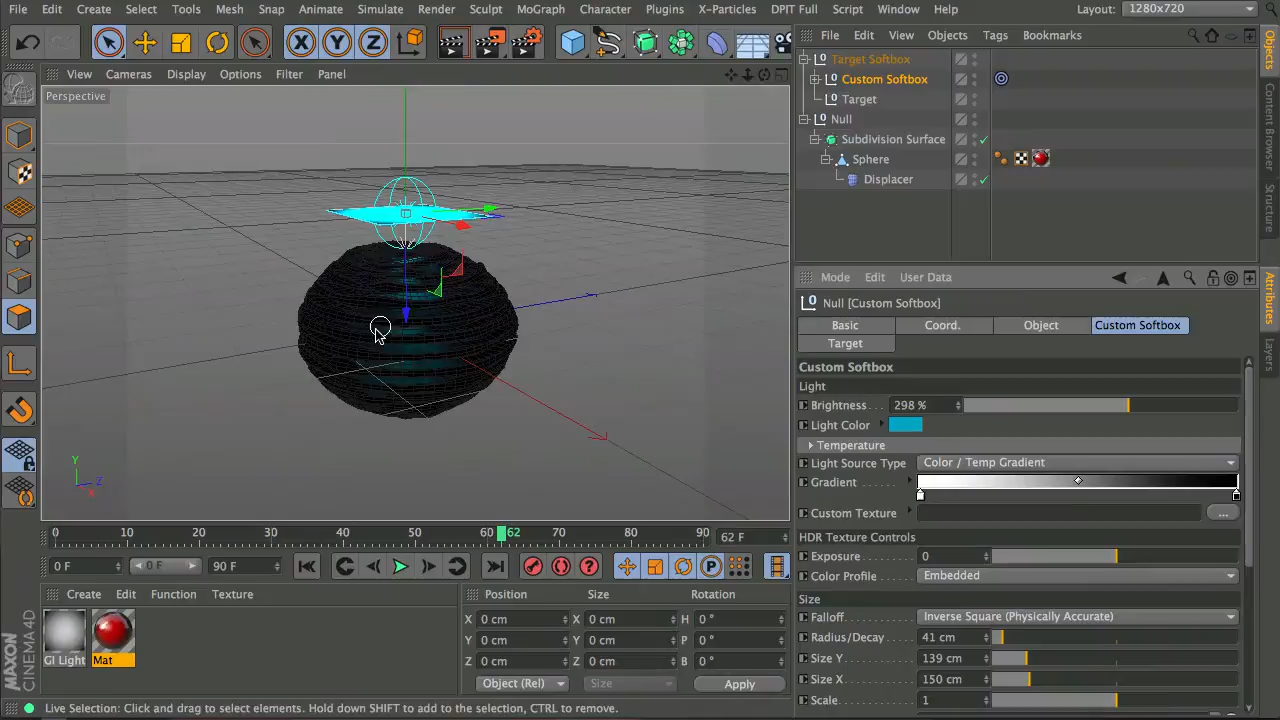 File Edit Create Select Tools Mesh Snap Animate Simulate Render Sculpt MoGraph Character Plugins X-Particles DPIT Full Script Window Help Layout: 1280x720
X Y Z
File Edit View Objects Tags Bookmarks
View Cameras Display Options Filter Panel
Perspective
Target Softbox
Custom Softbox
Target
Null
Subdivision Surface
Sphere
Displacer
Objects
Content Browser
Structure
Mode Edit User Data
Null [Custom Softbox]
Basic Coord. Object Custom Softbox
Target
Attributes
Layers
Custom Softbox
Light
Brightness 298 %
Light Color
Temperature
Light Source Type Color / Temp Gradient
Gradient
Custom Texture ...
HDR Texture Controls
Exposure 0
Color Profile Embedded
Size
Falloff Inverse Square (Physically Accurate)
Radius/Decay 41 cm
Size Y 139 cm
Size X 150 cm
Scale 1
Y
Z
X
0 10 20 30 40 50 62 70 80 90 62 F
0 F 0 F 90 F
Create Edit Function Texture
GI Light Mat
Position Size Rotation
X 0 cm X 0 cm H 0 °
Y 0 cm Y 0 cm P 0 °
Z 0 cm Z 0 cm B 0 °
Object (Rel) Size Apply
MAXON
CINEMA 4D
Live Selection: Click and drag to select elements. Hold down SHIFT to add to the selection, CTRL to remove.